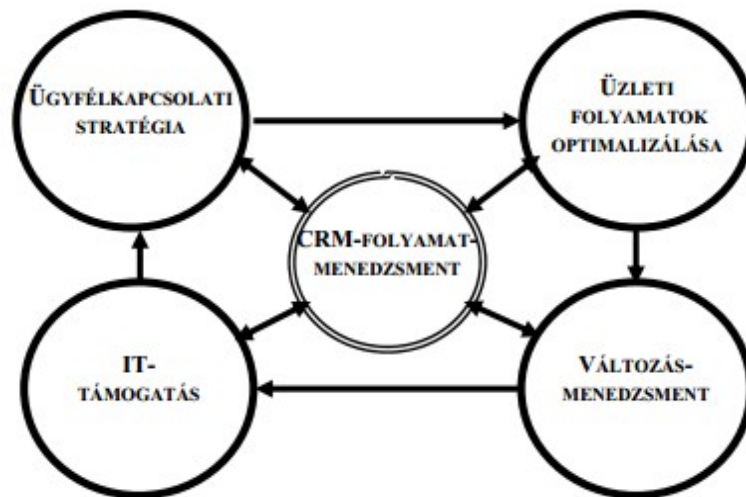 ÜGYFÉLKAPCSOLATI
STRATÉGIA
ÜZLETI
FOLYAMATOK
OPTIMALIZÁLÁSA
CRM-FOLYAMAT-
MENEDZSMENT
IT-
TÁMOGATÁS
VÁLTOZÁS-
MENEDZSMENT